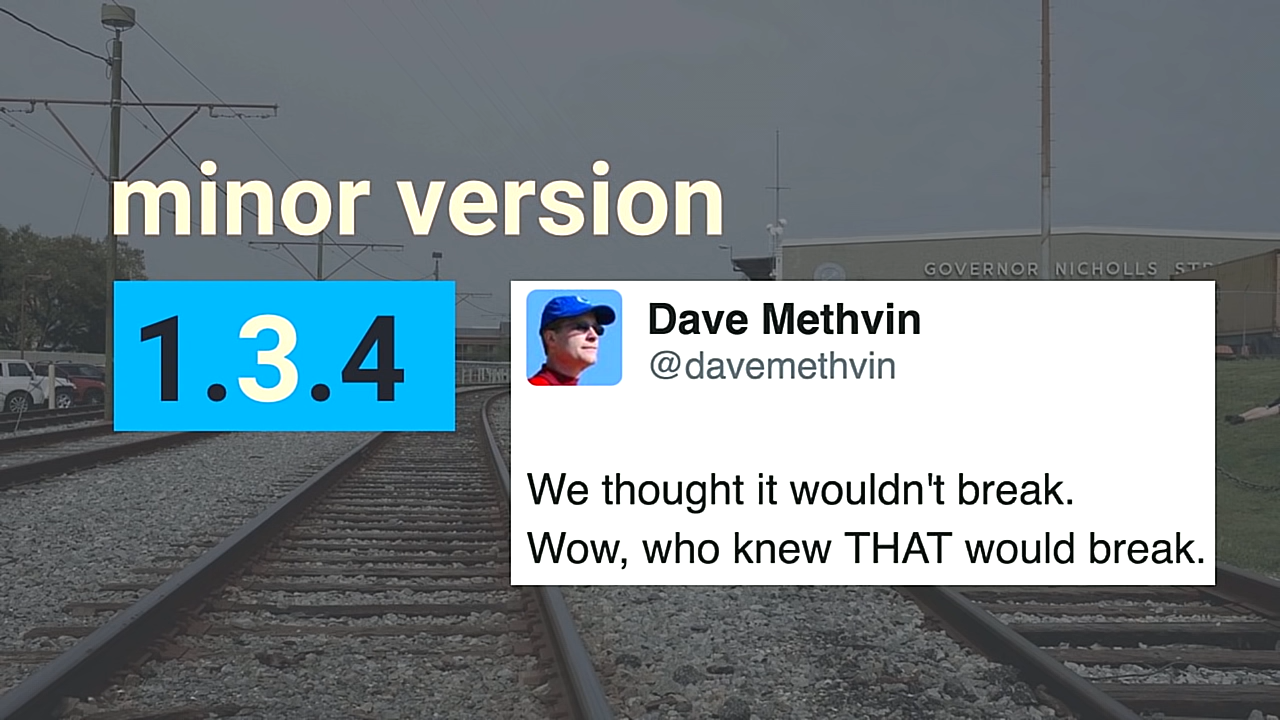 minor version
1.3.4
GOVERNOR NICHOLLS
Dave Methvin
@davemethvin
We thought it wouldn't break.
Wow, who knew THAT would break.